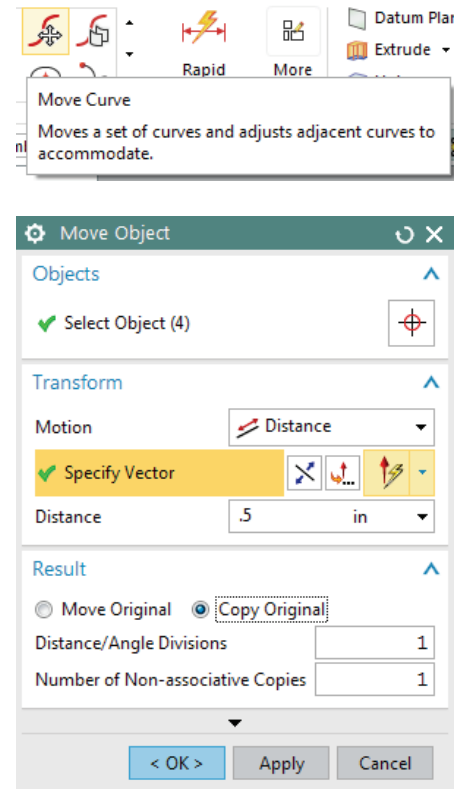 Datum Plan
Extrude
Rapid
More
Move Curve
Moves a set of curves and adjusts adjacent curves to
accommodate.
Move Object
Objects
Select Object (4)
Transform
Motion
Distance
Specify Vector
Distance
.5
in
Result
Move Original
Copy Original
Distance/Angle Divisions
1
Number of Non-associative Copies
1
< OK >
Apply
Cancel